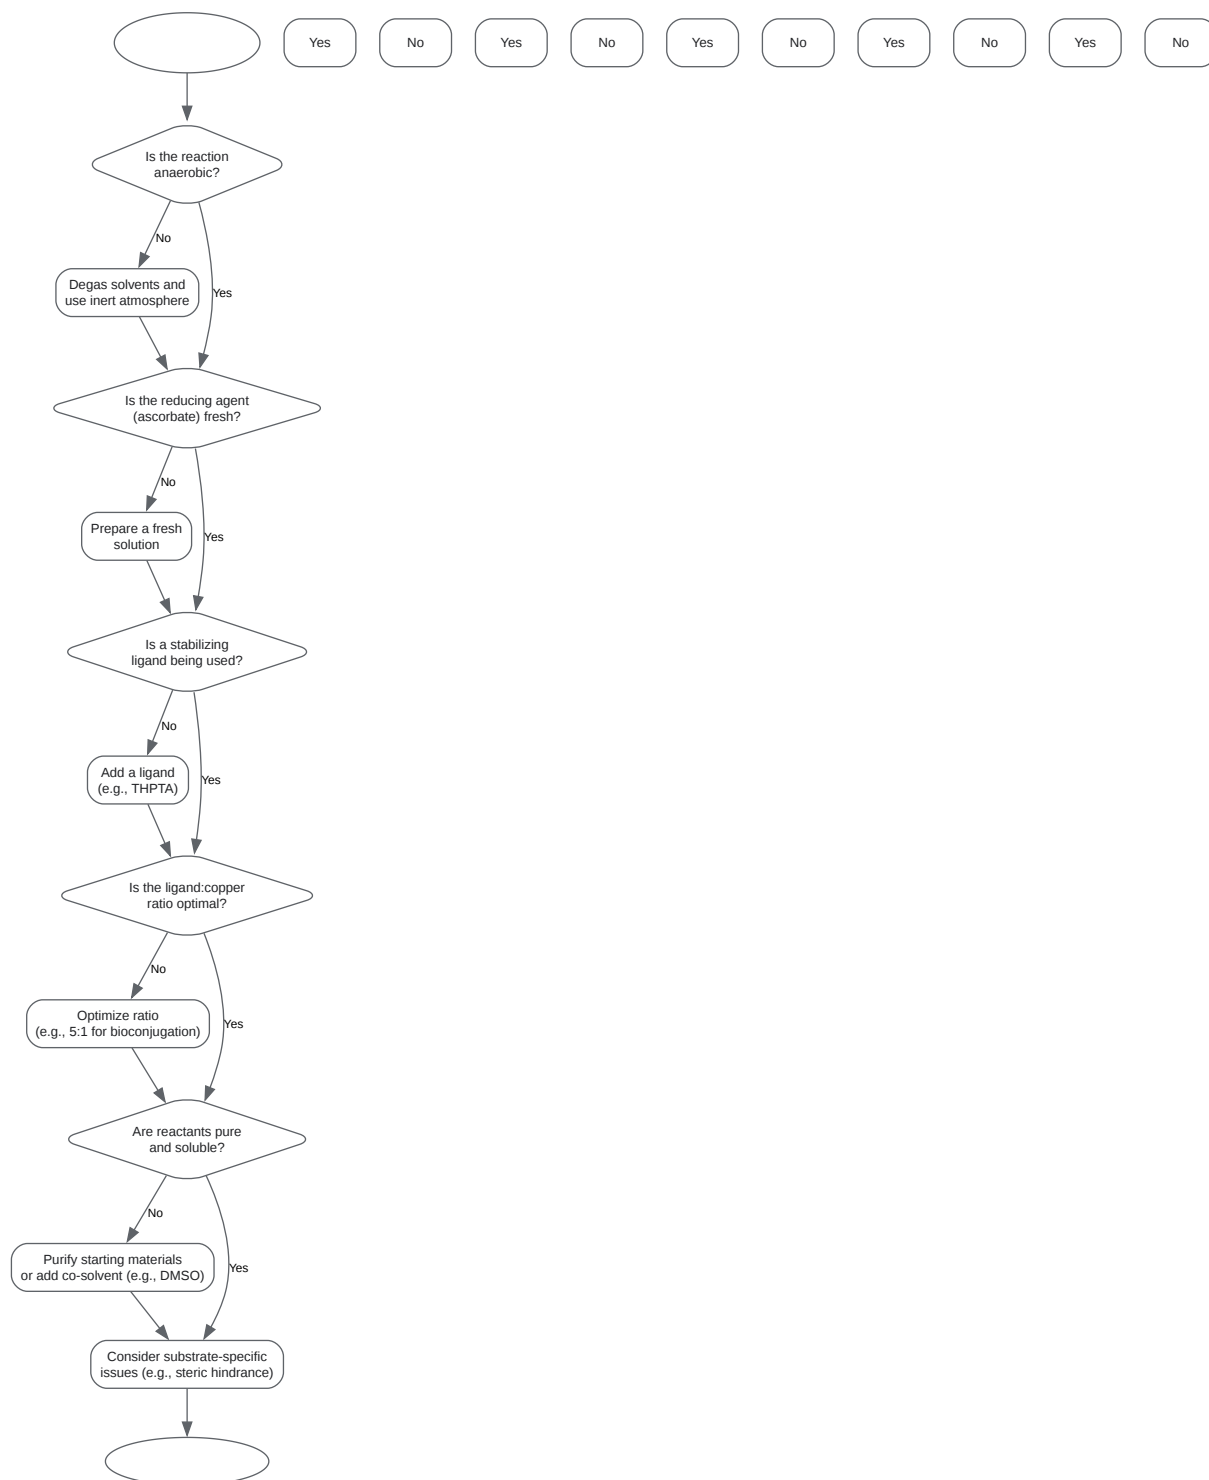 Yes
No
Yes
No
Yes
No
Yes
No
Yes
No
Is the reaction
anaerobic?
No
Degas solvents and
use inert atmosphere
Yes
Is the reducing agent
(ascorbate) fresh?
No
Prepare a fresh
solution
Yes
Is a stabilizing
ligand being used?
No
Add a ligand
(e.g., THPTA)
Yes
Is the ligand:copper
ratio optimal?
No
Optimize ratio
(e.g., 5:1 for bioconjugation)
Yes
Are reactants pure
and soluble?
No
Purify starting materials
or add co-solvent (e.g., DMSO)
Yes
Consider substrate-specific
issues (e.g., steric hindrance)